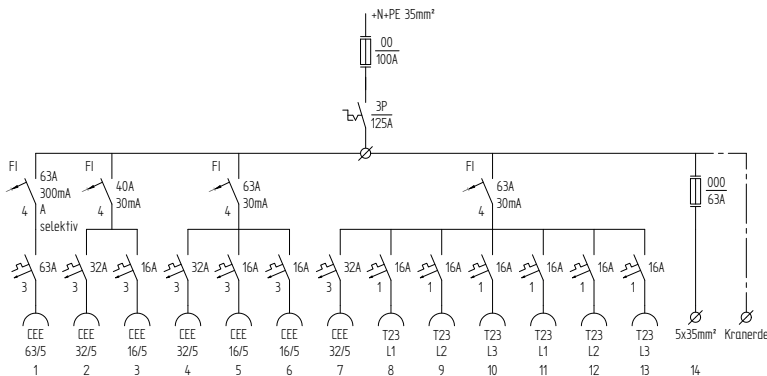 +N+PE 35mm²
00
100A
3P
125A
FI
63A
300mA
A
selektiv
4
FI
40A
30mA
4
FI
63A
30mA
4
FI
63A
30mA
4
000
63A
63A
3
32A
3
16A
3
32A
3
16A
3
16A
3
32A
3
16A
1
16A
1
16A
1
16A
1
16A
1
16A
1
CEE CEE CEE CEE CEE CEE CEE T23 T23 T23 T23 T23 T23 5x35mm² Kranerde
63/5 32/5 16/5 32/5 16/5 16/5 32/5 L1 L2 L3 L1 L2 L3
1 2 3 4 5 6 7 8 9 10 11 12 13 14